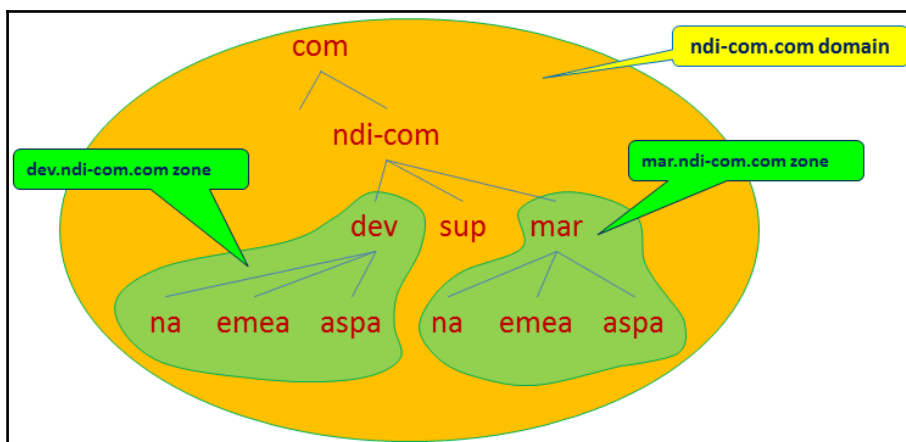 com
ndi-com.com domain
ndi-com
dev.ndi-com.com zone
mar.ndi-com.com zone
dev sup mar
na emea aspa na emea aspa